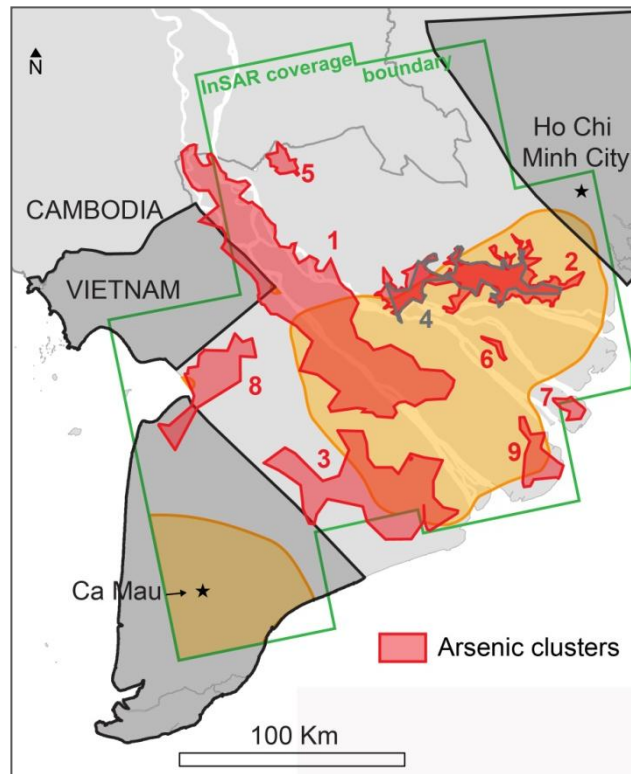 N
InSAR coverage boundary
Ho Chi
Minh City
5
CAMBODIA
1
2
VIETNAM
4
6
8
7
3
9
Ca Mau
Arsenic clusters
100 Km